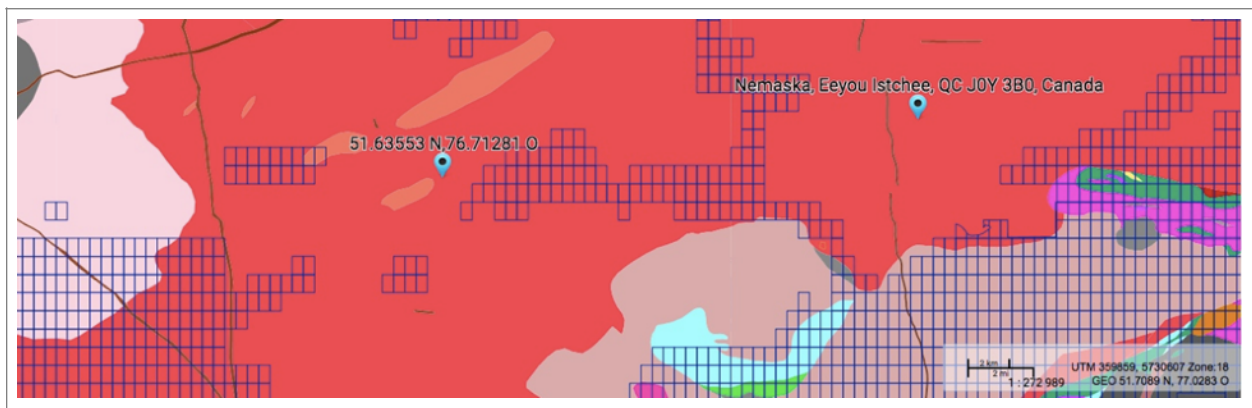 Nemaska, Eeyou Istchee, QC J0Y 3B0, Canada
51.63553 N,76.71281 O
2 km
2 mi
1 : 272 989
UTM 359859, 5730607 Zone:18
GEO 51.7089 N, 77.0283 O